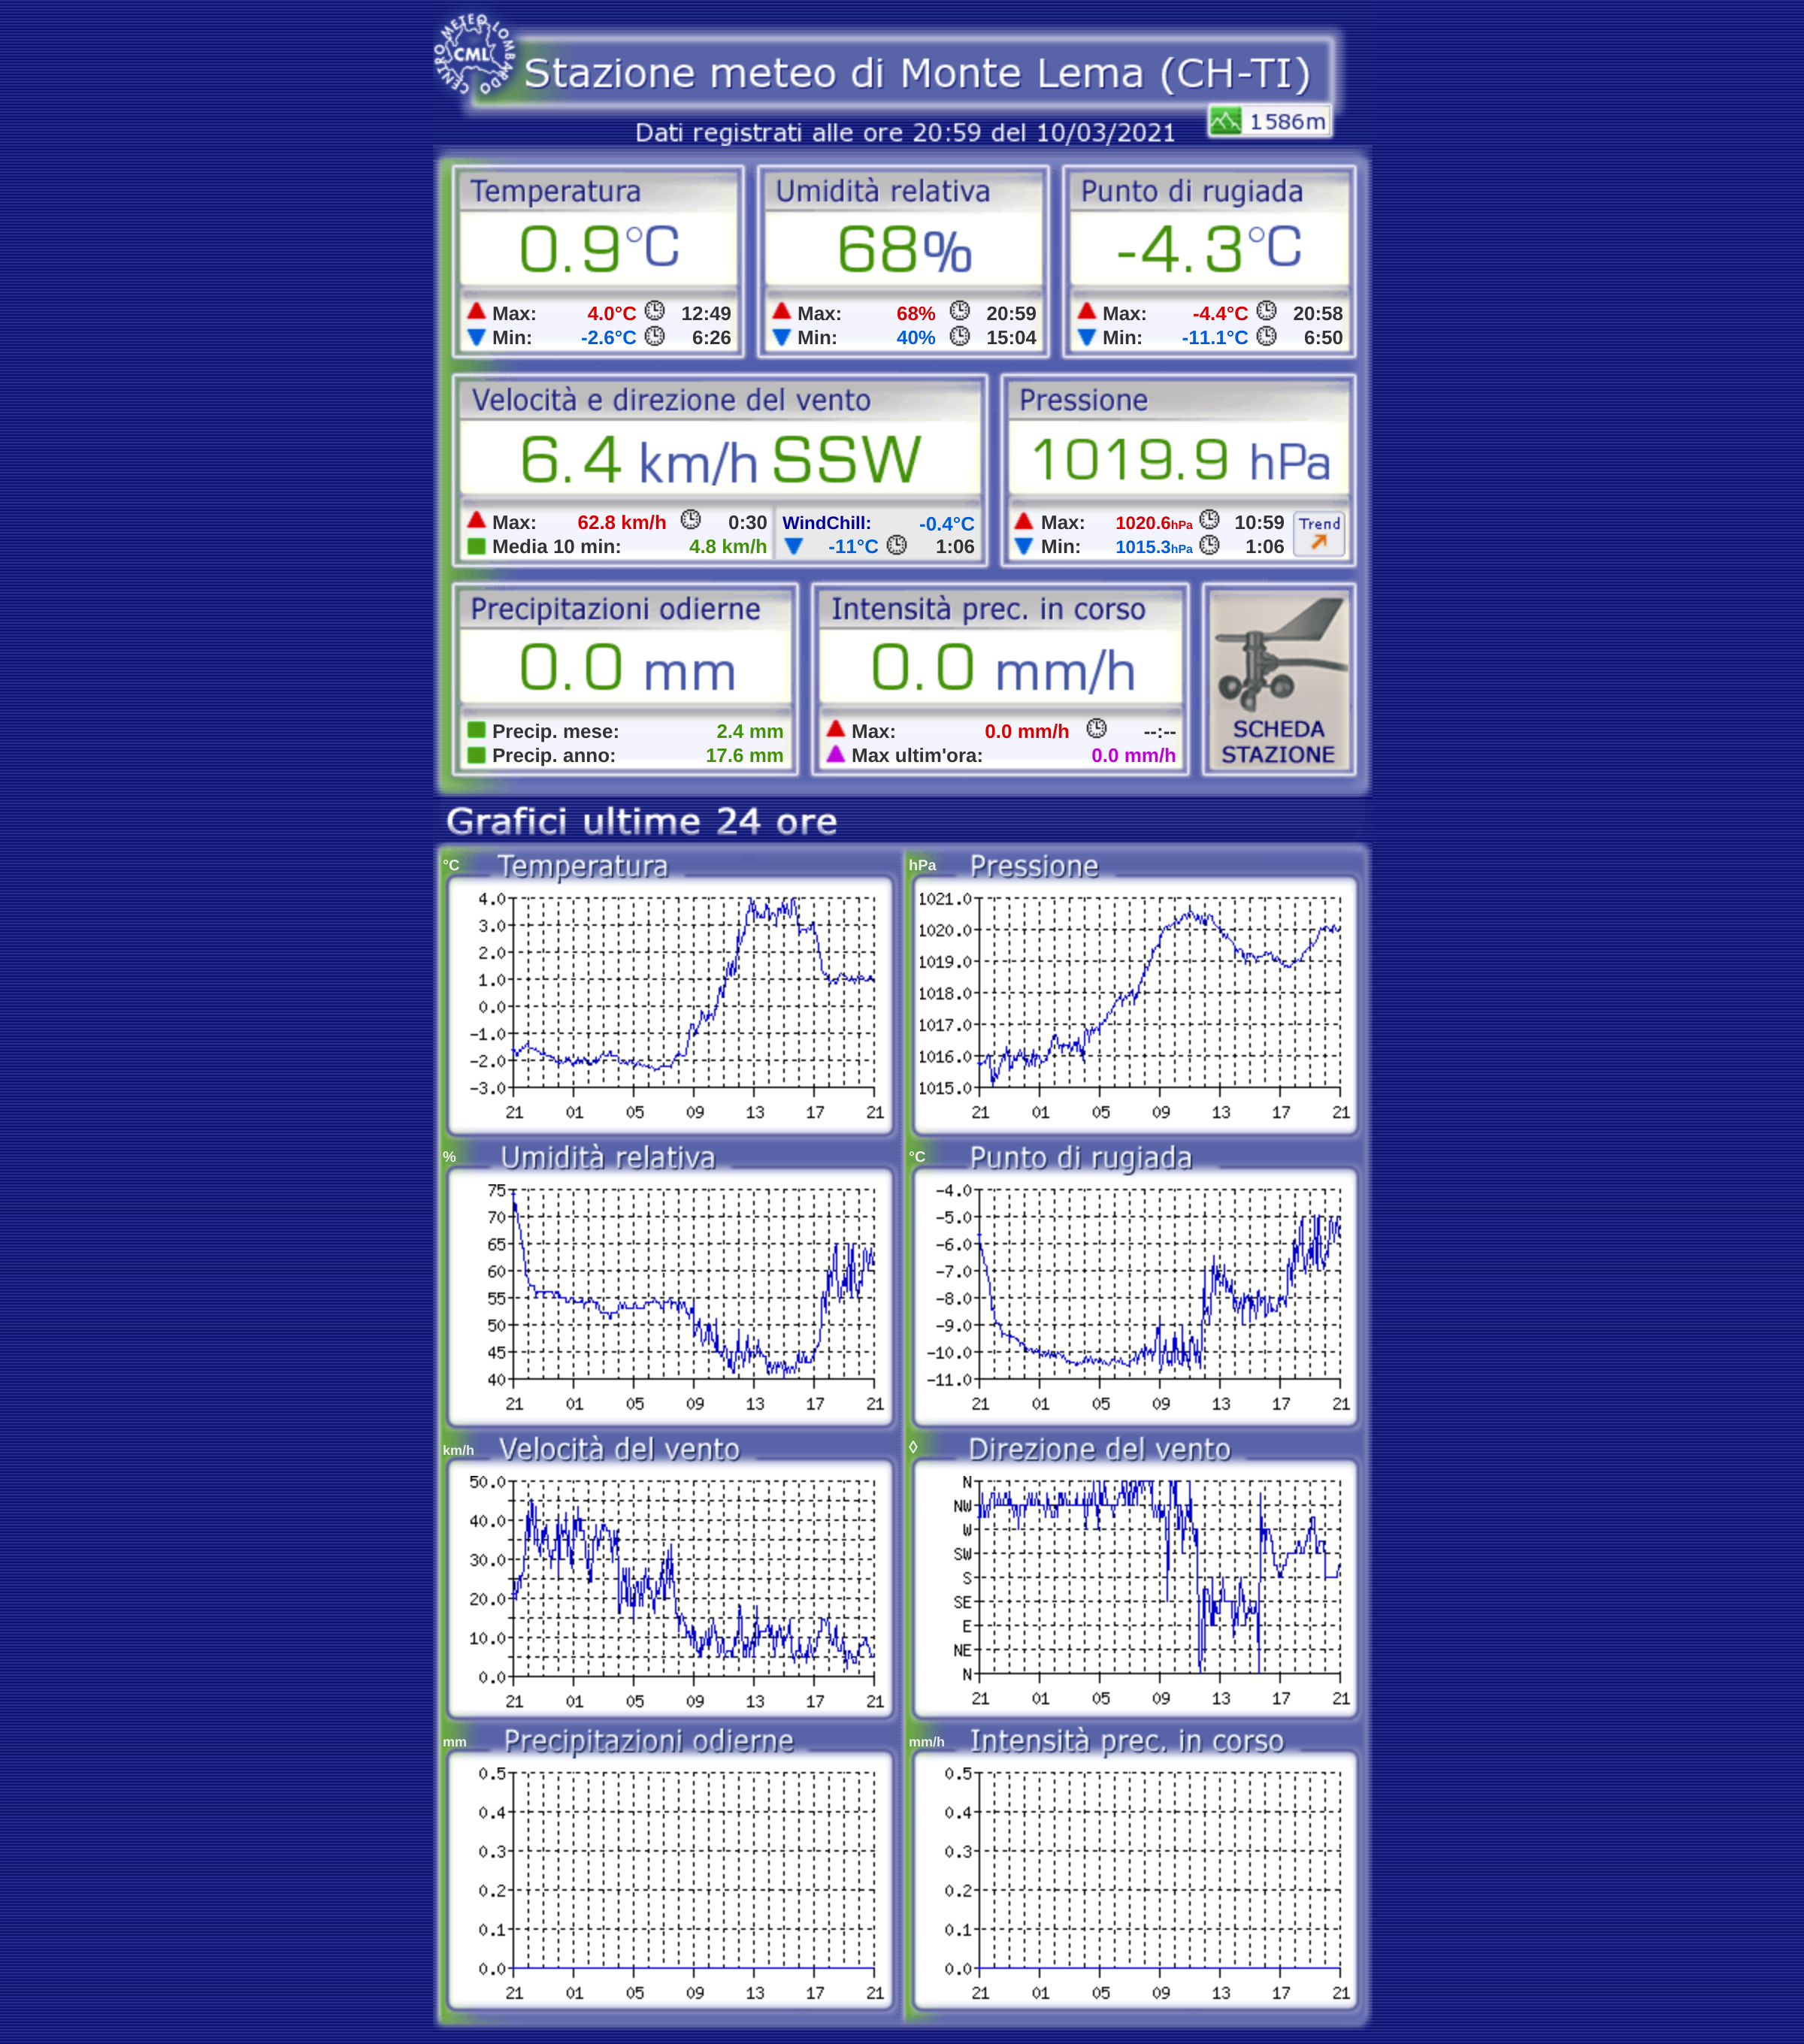 CENTRO METEO LOMBARDO
CML
Stazione meteo di Monte Lema (CH-TI)
1586m
Dati registrati alle ore 20:59 del 10/03/2021
Temperatura Umidità relativa Punto di rugiada
0.9°C 68% -4.3°C
Max: 4.0°C 12:49 Max: 68% 20:59 Max: -4.4°C 20:58
Min: -2.6°C 6:26 Min: 40% 15:04 Min: -11.1°C 6:50
Velocità e direzione del vento Pressione
6.4 km/h SSW 1019.9 hPa
Max: 62.8 km/h 0:30 WindChill: -0.4°C Max: 1020.6hPa 10:59 Trend
Media 10 min: 4.8 km/h -11°C 1:06 Min: 1015.3hPa 1:06
Precipitazioni odierne Intensità prec. in corso
0.0 mm 0.0 mm/h
Precip. mese: 2.4 mm Max: 0.0 mm/h --:-- SCHEDA
Precip. anno: 17.6 mm Max ultim'ora: 0.0 mm/h STAZIONE
Grafici ultime 24 ore
°C Temperatura hPa Pressione
4.0 1021.0
3.0 1020.0
2.0 1019.0
1.0 1018.0
0.0 1017.0
-1.0 1016.0
-2.0 1015.0
-3.0
21 01 05 09 13 17 21 21 01 05 09 13 17 21
% Umidità relativa °C Punto di rugiada
75 -4.0
70 -5.0
65 -6.0
60 -7.0
55 -8.0
50 -9.0
45 -10.0
40 -11.0
21 01 05 09 13 17 21 21 01 05 09 13 17 21
km/h Velocità del vento ◊ Direzione del vento
50.0 N
40.0 NW
30.0 W
20.0 SW
10.0 S
0.0 SE
E
NE
N
21 01 05 09 13 17 21 21 01 05 09 13 17 21
mm Precipitazioni odierne mm/h Intensità prec. in corso
0.5 0.5
0.4 0.4
0.3 0.3
0.2 0.2
0.1 0.1
0.0 0.0
21 01 05 09 13 17 21 21 01 05 09 13 17 21